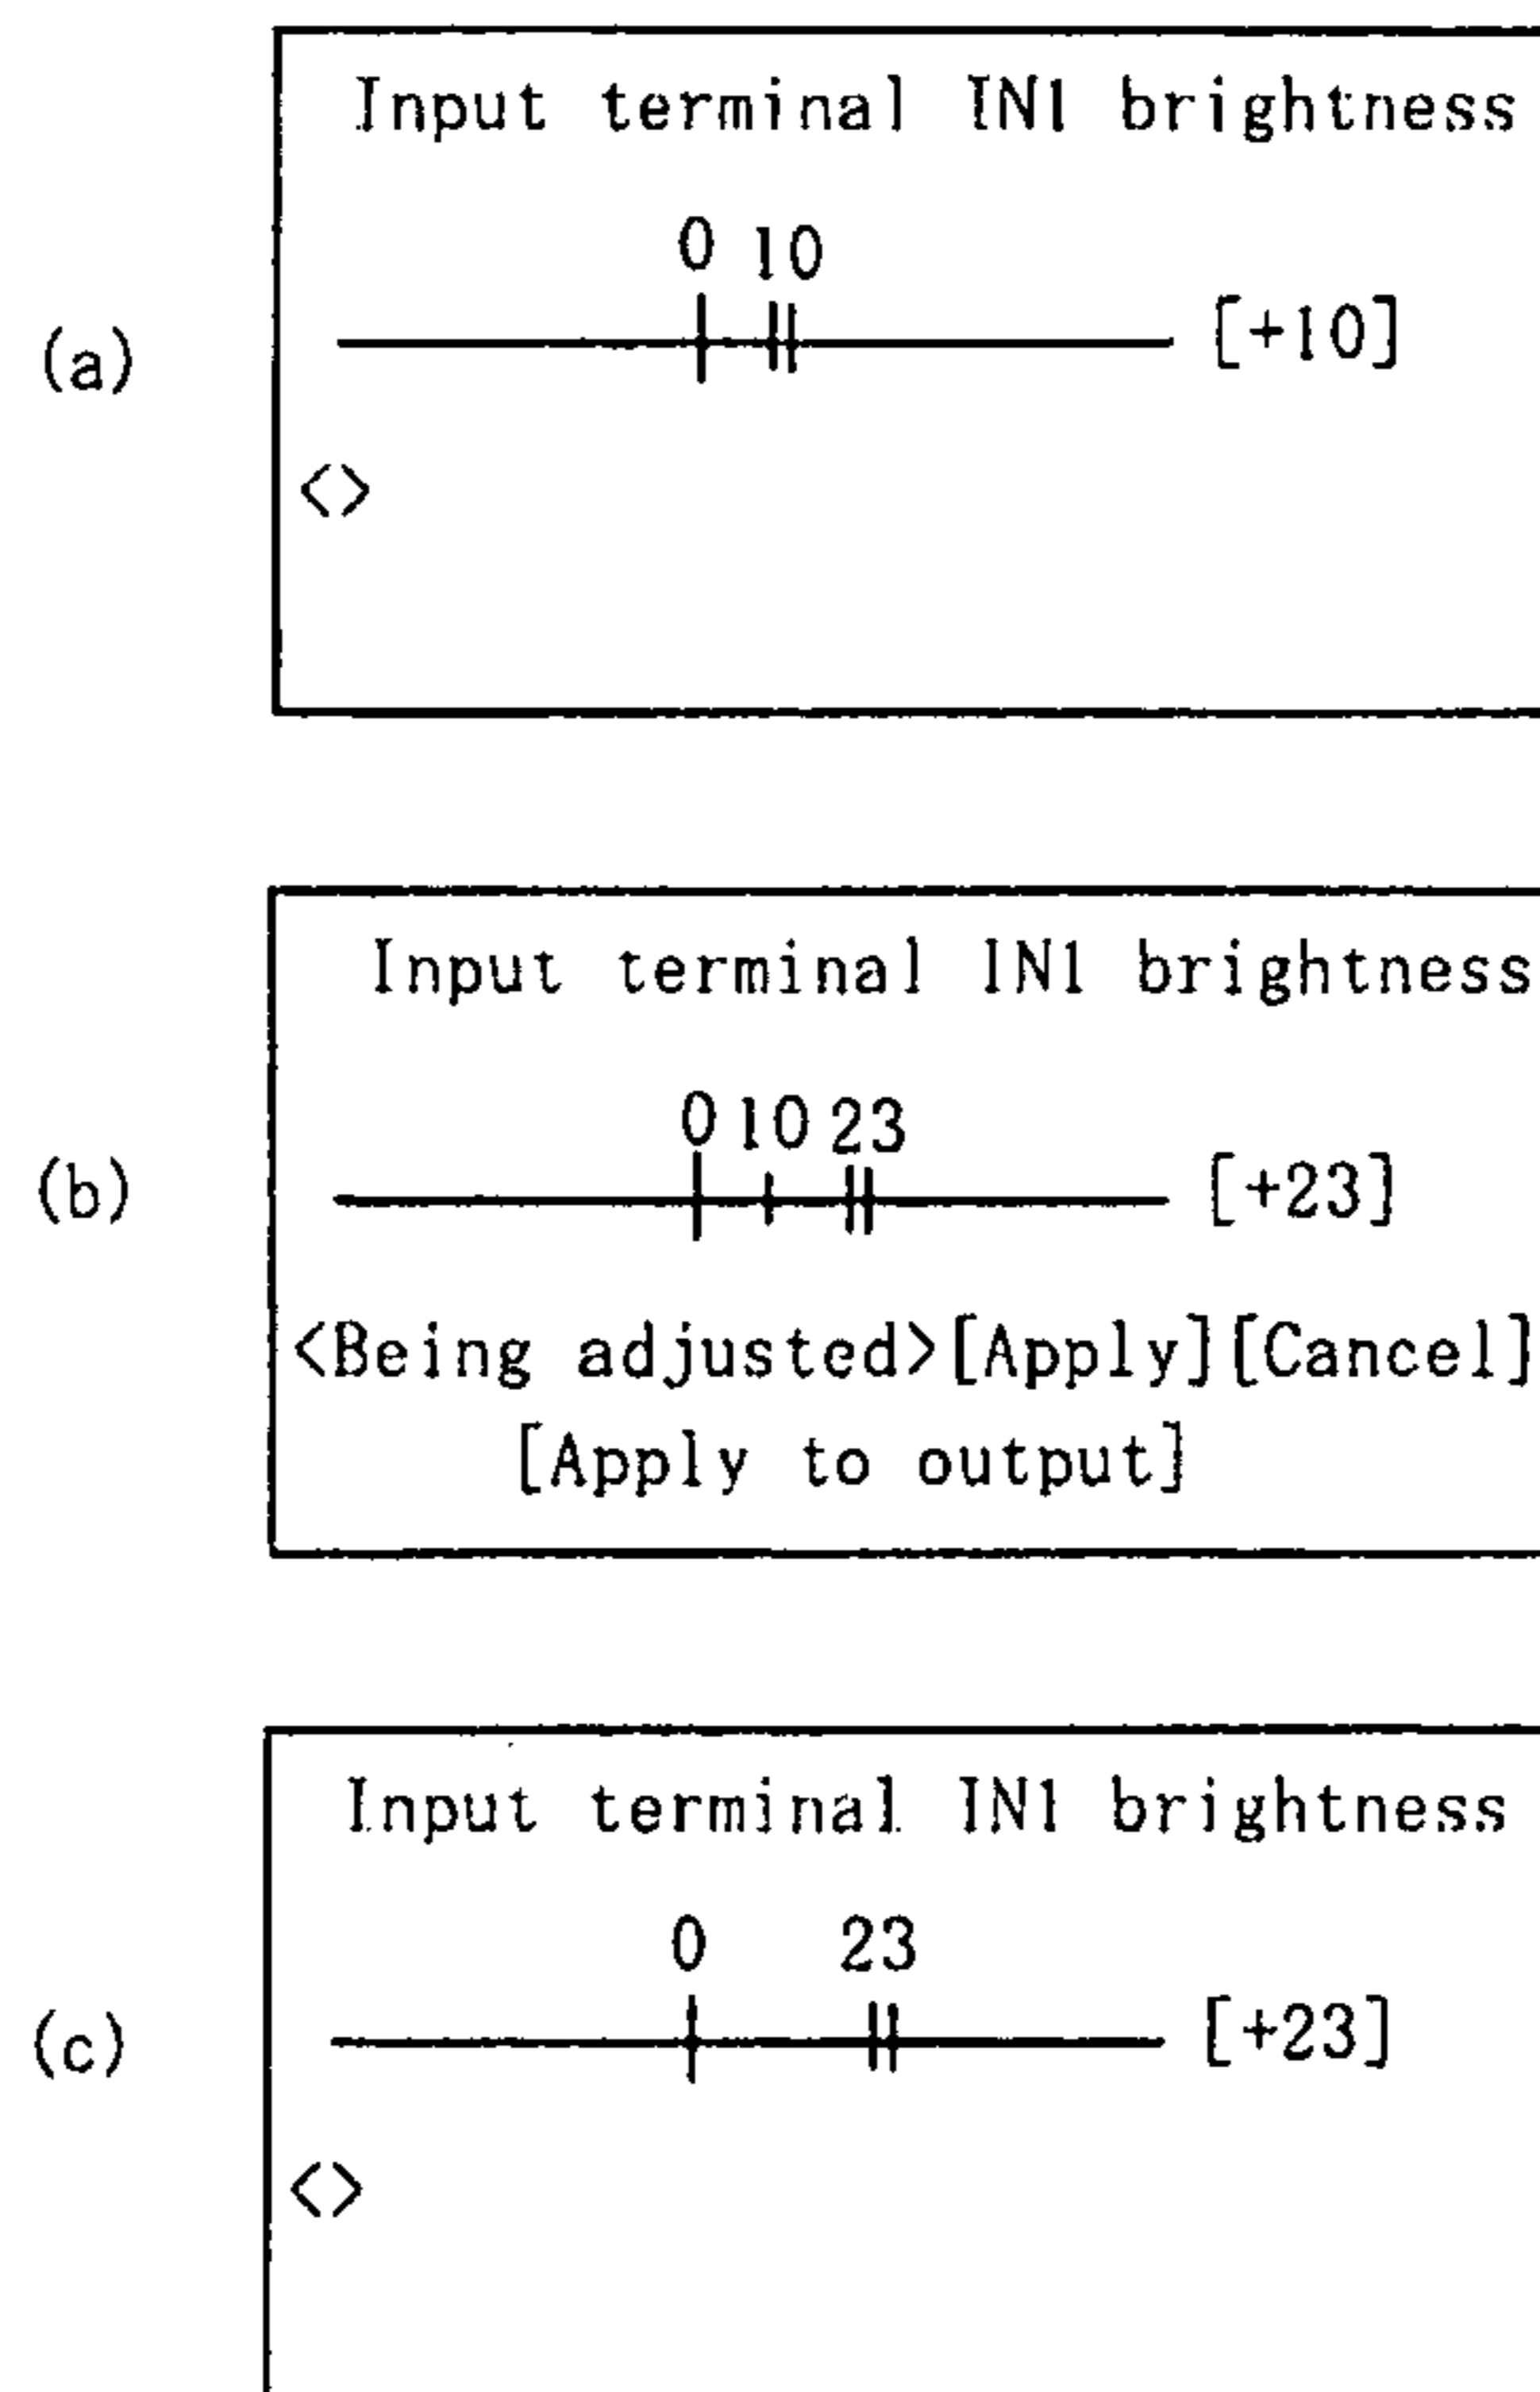 Input terminal IN1 brightness
0 10
(a)
[+10]
<>
Input terminal IN1 brightness
0 10 23
(b)
[+23]
<Being adjusted>[Apply][Cancel]
[Apply to output]
Input terminal IN1 brightness
0 23
(c)
[+23]
<>